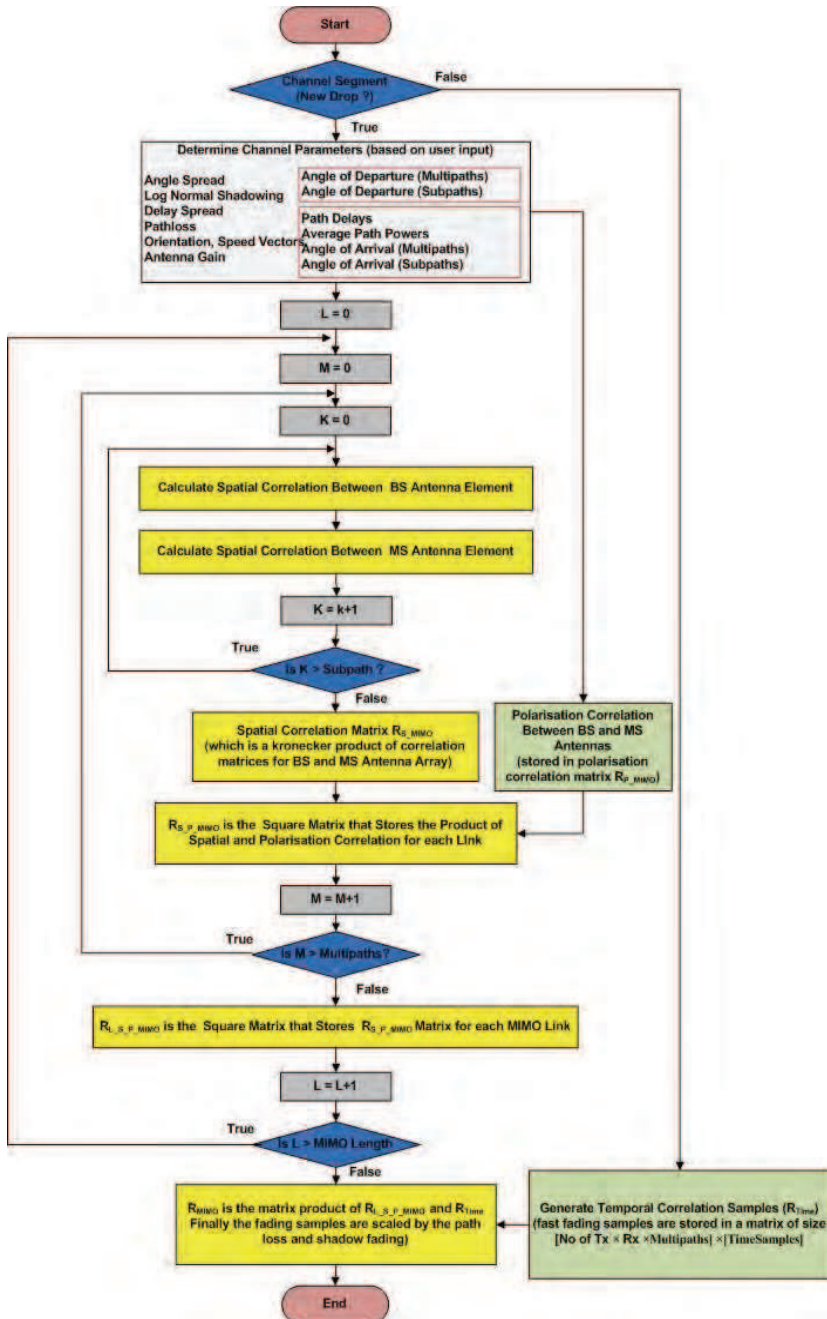 Start
Channel Segment
(New Drop ?)
False
True
Determine Channel Parameters (based on user input)
Angle Spread
Log Normal Shadowing
Delay Spread
Pathloss
Orientation, Speed Vectors
Antenna Gain
Angle of Departure (Multipaths)
Angle of Departure (Subpaths)
Path Delays
Average Path Powers
Angle of Arrival (Multipaths)
Angle of Arrival (Subpaths)
L = 0
M = 0
K = 0
Calculate Spatial Correlation Between BS Antenna Element
Calculate Spatial Correlation Between MS Antenna Element
K = k+1
True
Is K > Subpath ?
False
Spatial Correlation Matrix R_S_MIMO
(which is a kronecker product of correlation
matrices for BS and MS Antenna Array)
Polarisation Correlation
Between BS and MS
Antennas
(stored in polarisation
correlation matrix R_P_MIMO)
R_S_P_MIMO is the Square Matrix that Stores the Product of
Spatial and Polarisation Correlation for each Link
M = M+1
True
Is M > Multipaths?
False
R_L_S_P_MIMO is the Square Matrix that Stores R_S_P_MIMO Matrix for each MIMO Link
L = L+1
True
Is L > MIMO Length
False
R_MIMO is the matrix product of R_L_S_P_MIMO and R_Time
Finally the fading samples are scaled by the path
loss and shadow fading)
Generate Temporal Correlation Samples (R_Time)
(fast fading samples are stored in a matrix of size
[No of Tx × Rx ×Multipaths] ×[TimeSamples]
End